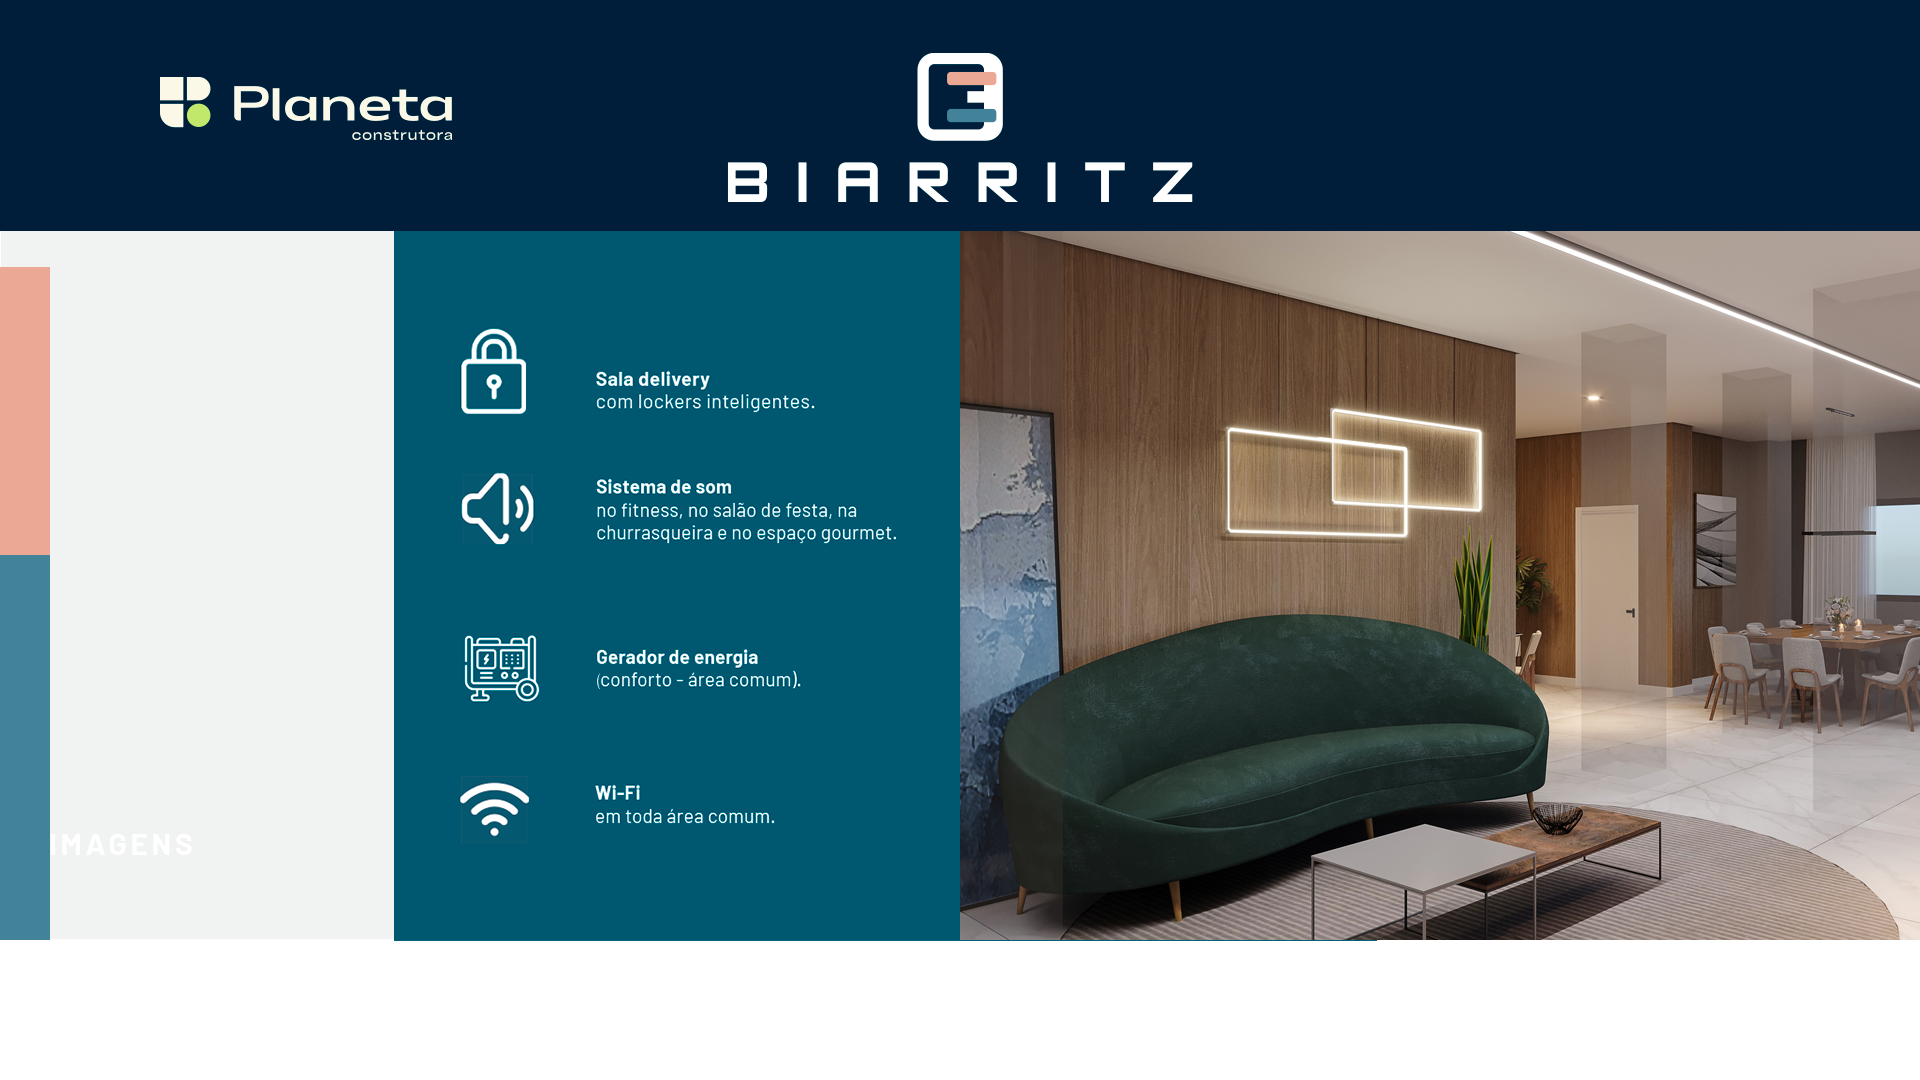 Planeta
construtora
BIARRITZ
Sala delivery
com lockers inteligentes.
Sistema de som
no fitness, no salão de festa, na
churrasqueira e no espaço gourmet.
Gerador de energia
(conforto - área comum).
Wi-Fi
em toda área comum.
IMAGENS